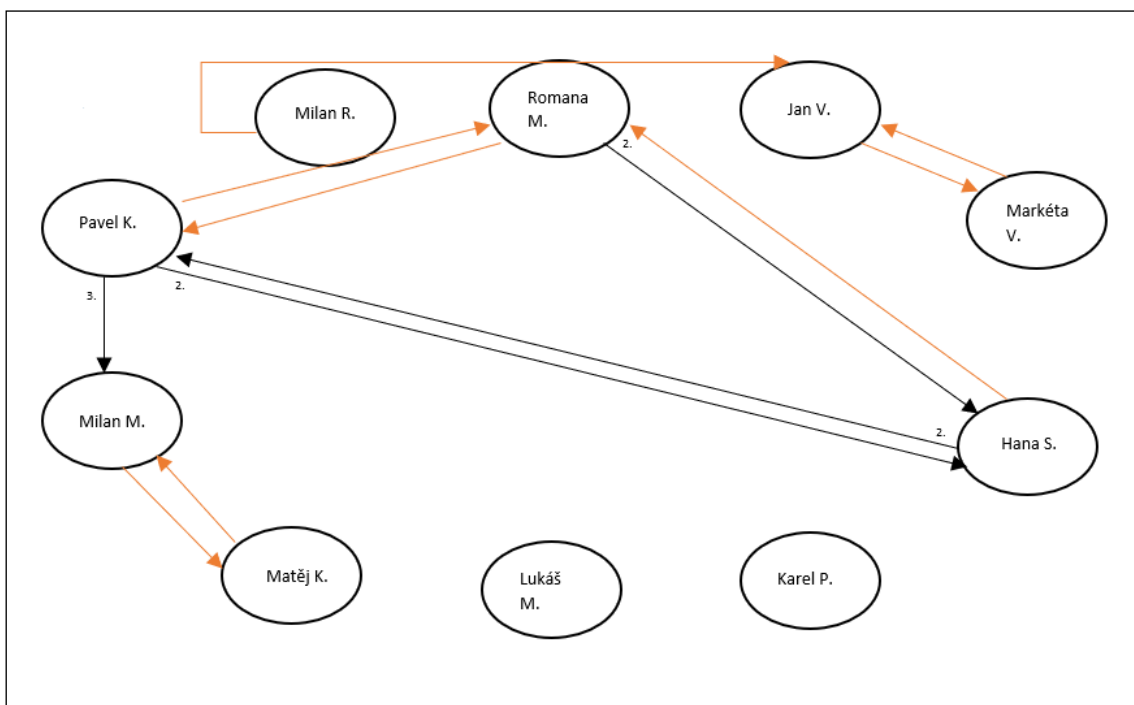 Milan R.
Romana
M.
Jan V.
2.
Pavel K.
Markéta
V.
2.
3.
Milan M.
2.
Hana S.
Matěj K.
Lukáš
M.
Karel P.